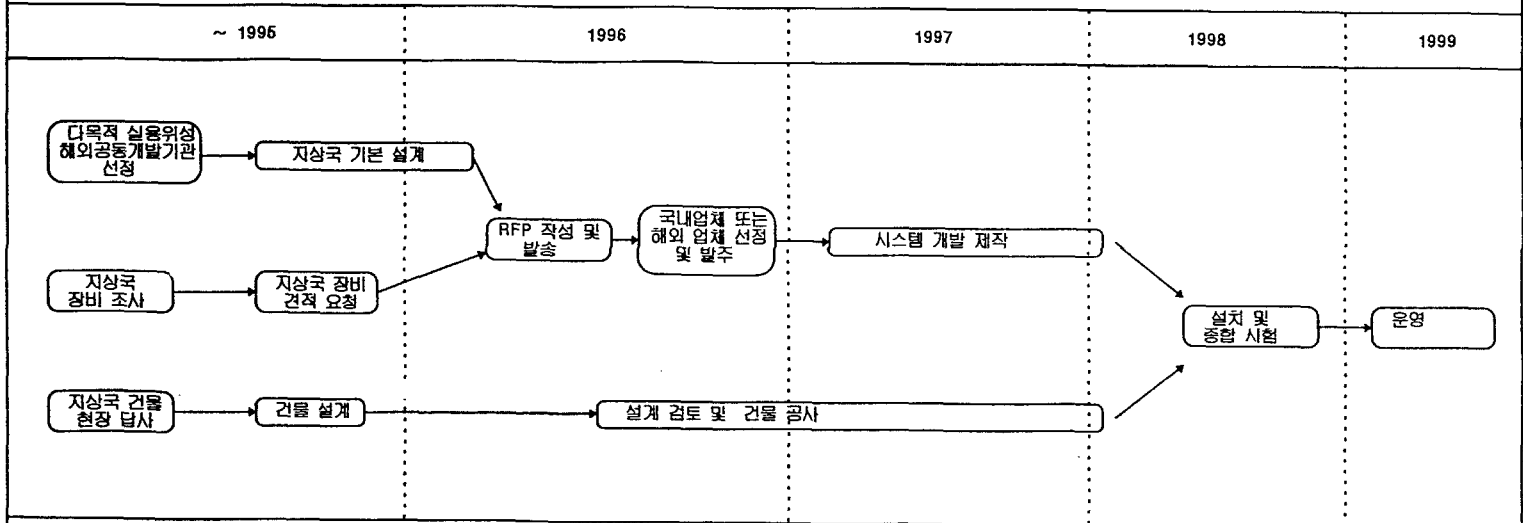 ~ 1995
1996
1997
1998
1999
다목적 실용위성
해외공동개발기관
선정
지상국 기본 설계
RFP 작성 및
발송
국내업체 또는
해외 업체 선정
및 발주
시스템 개발 제작
지상국
장비 조사
지상국 장비
견적 요청
설치 및
종합 시험
운영
지상국 건물
현장 답사
건물 설계
설계 검토 및 건물 공사